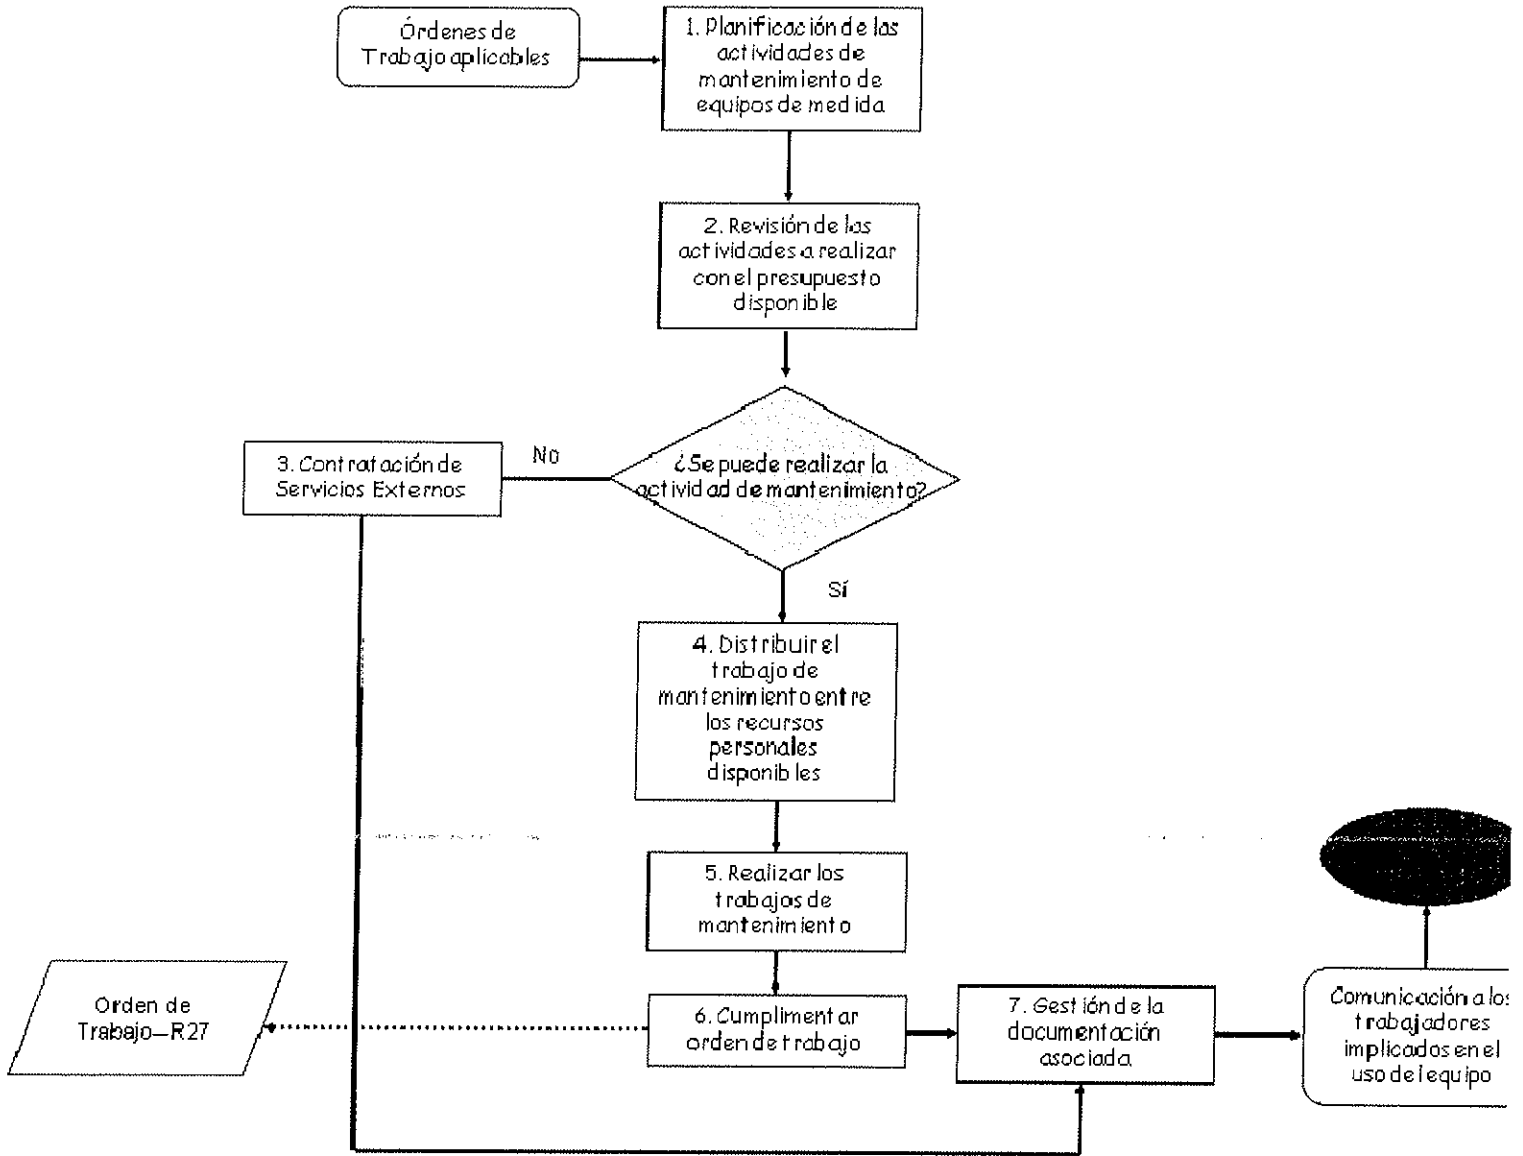 Órdenes de
Trabajo aplicables
1. Planificación de las
actividades de
mantenimiento de
equipos de medida
2. Revisión de las
actividades a realizar
con el presupuesto
disponible
¿Se puede realizar la
actividad de mantenimiento?
No
3. Contratación de
Servicios Externos
Sí
4. Distribuir el
trabajo de
mantenimiento entre
los recursos
personales
disponibles
5. Realizar los
trabajos de
mantenimiento
6. Cumplimentar
orden de trabajo
Orden de
Trabajo–R27
7. Gestión de la
documentación
asociada
Comunicación a los
trabajadores
implicados en el
uso del equipo